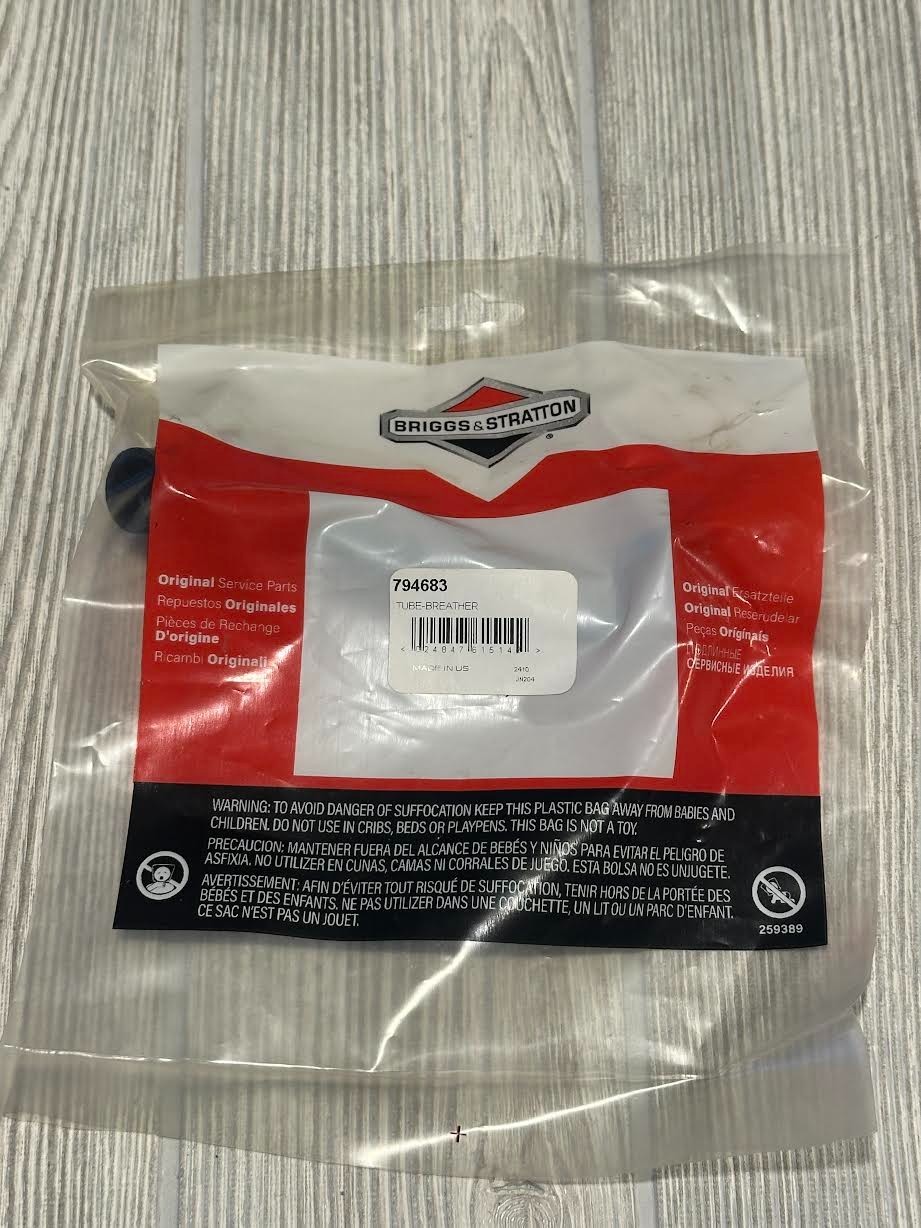 BRIGGS & STRATTON
®
Original Service Parts
Repuestos Originales
Pièces de Rechange
D'origine
Ricambi Originali
794683
TUBE-BREATHER
< 24847 61514 >
MADE IN US
2410
JN204
Original Ersatzteile
Original Reserudelar
Peças Originais
СЕРВИСНЫЕ ИЗДЕЛИЯ
WARNING: TO AVOID DANGER OF SUFFOCATION KEEP THIS PLASTIC BAG AWAY FROM BABIES AND
CHILDREN. DO NOT USE IN CRIBS, BEDS OR PLAYPENS. THIS BAG IS NOT A TOY.
PRECAUCION: MANTENER FUERA DEL ALCANCE DE BEBÉS Y NIÑOS PARA EVITAR EL PELIGRO DE
ASFIXIA. NO UTILIZER EN CUNAS, CAMAS NI CORRALES DE JUEGO. ESTA BOLSA NO ES UNJUGETE.
AVERTISSEMENT: AFIN D'ÉVITER TOUT RISQUÉ DE SUFFOCATION, TENIR HORS DE LA PORTÉE DES
BÉBÉS ET DES ENFANTS. NE PAS UTILIZER DANS UNE COUCHETTE, UN LIT OU UN PARC D'ENFANT.
CE SAC N'EST PAS UN JOUET.
259389